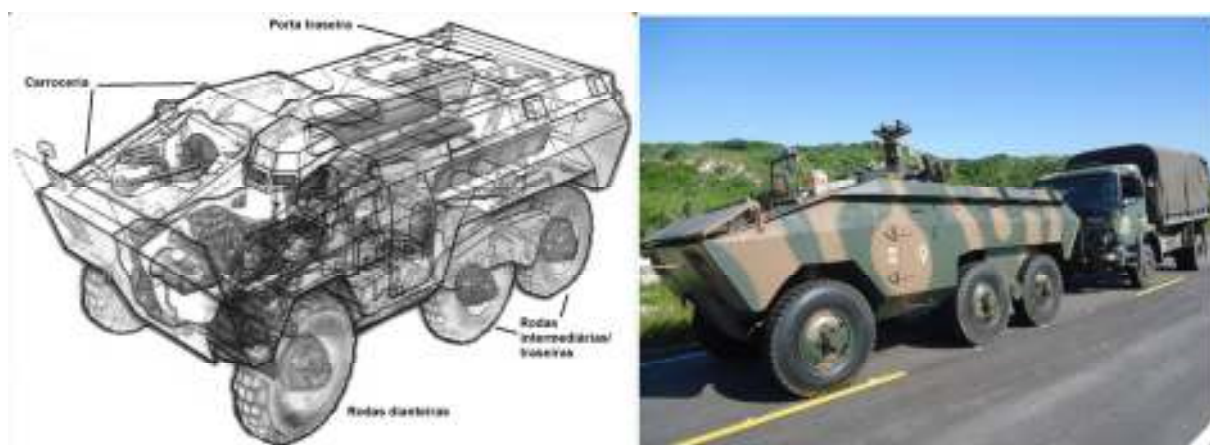 Porta traseira
Carroceria
Rodas
intermediárias/
traseiras
Rodas dianteiras